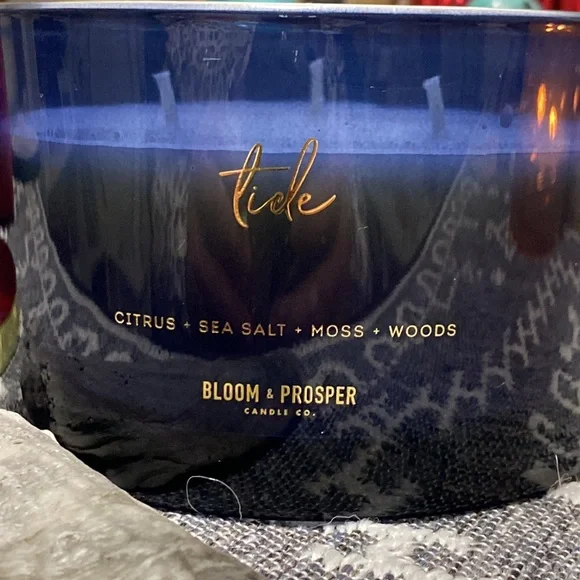 tide
CITRUS + SEA SALT + MOSS + WOODS
BLOOM & PROSPER
CANDLE CO.